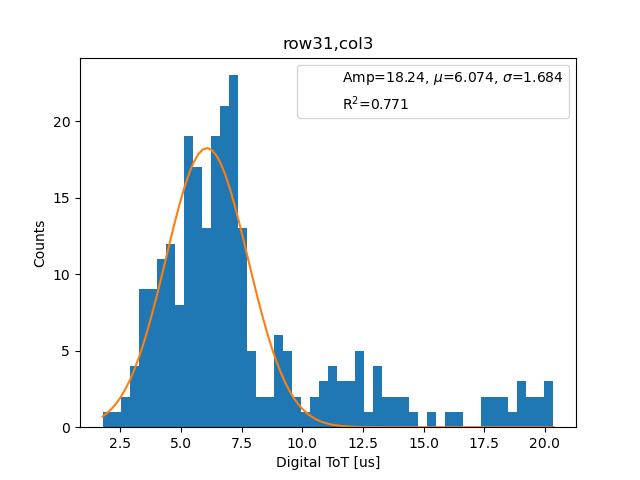 row31,col3
Amp=18.24, μ=6.074, σ=1.684
R²=0.771
20
15
10
5
0
Counts
2.5 5.0 7.5 10.0 12.5 15.0 17.5 20.0
Digital ToT [us]